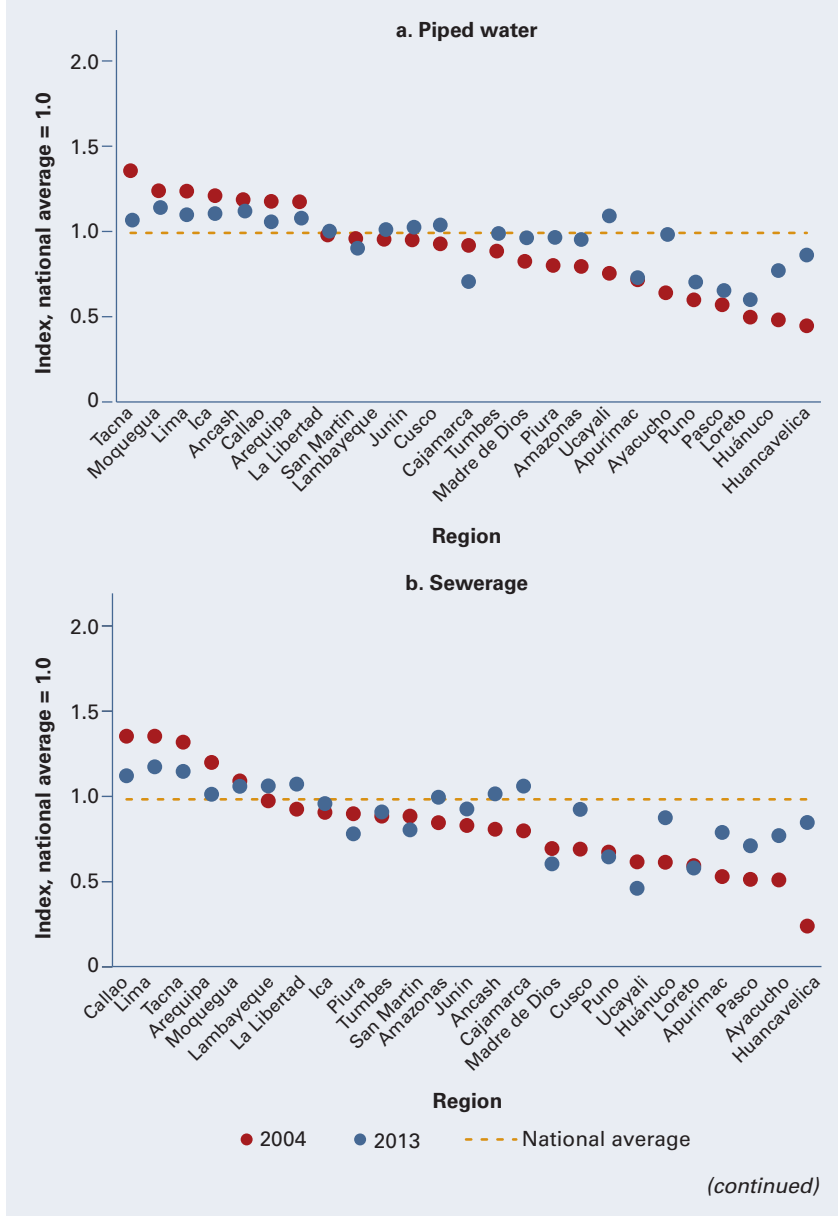 a. Piped water
Index, national average = 1.0
2.0
1.5
1.0
0.5
0
Tacna
Moquegua
Lima
Ica
Ancash
Callao
Arequipa
La Libertad
San Martin
Lambayeque
Junín
Cusco
Cajamarca
Tumbes
Madre de Dios
Piura
Amazonas
Ucayali
Apurímac
Ayacucho
Puno
Pasco
Loreto
Huánuco
Huancavelica
Region
b. Sewerage
Index, national average = 1.0
2.0
1.5
1.0
0.5
0
Callao
Lima
Tacna
Arequipa
Moquegua
Lambayeque
La Libertad
Ica
Piura
Tumbes
San Martin
Amazonas
Junín
Ancash
Cajamarca
Madre de Dios
Cusco
Puno
Ucayali
Huánuco
Loreto
Apurímac
Pasco
Ayacucho
Huancavelica
Region
2004 2013 National average
(continued)